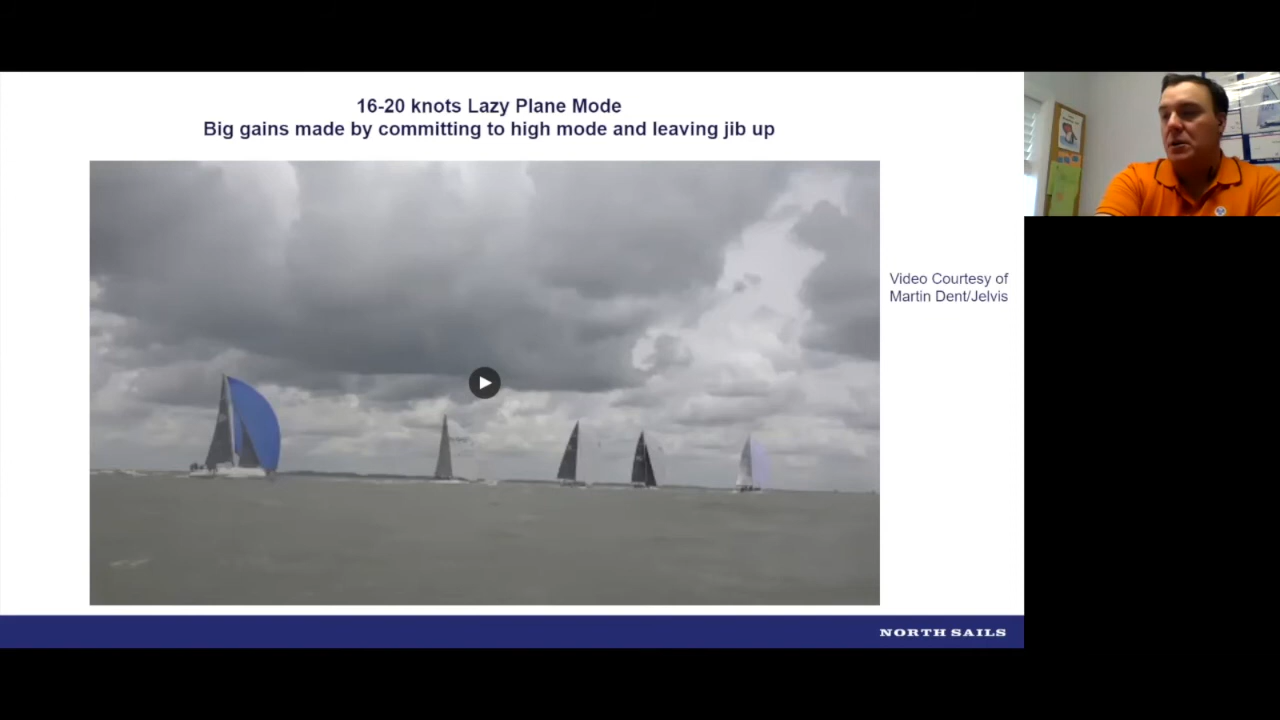 16-20 knots Lazy Plane Mode
Big gains made by committing to high mode and leaving jib up
Video Courtesy of
Martin Dent/Jelvis
NORTH SAILS